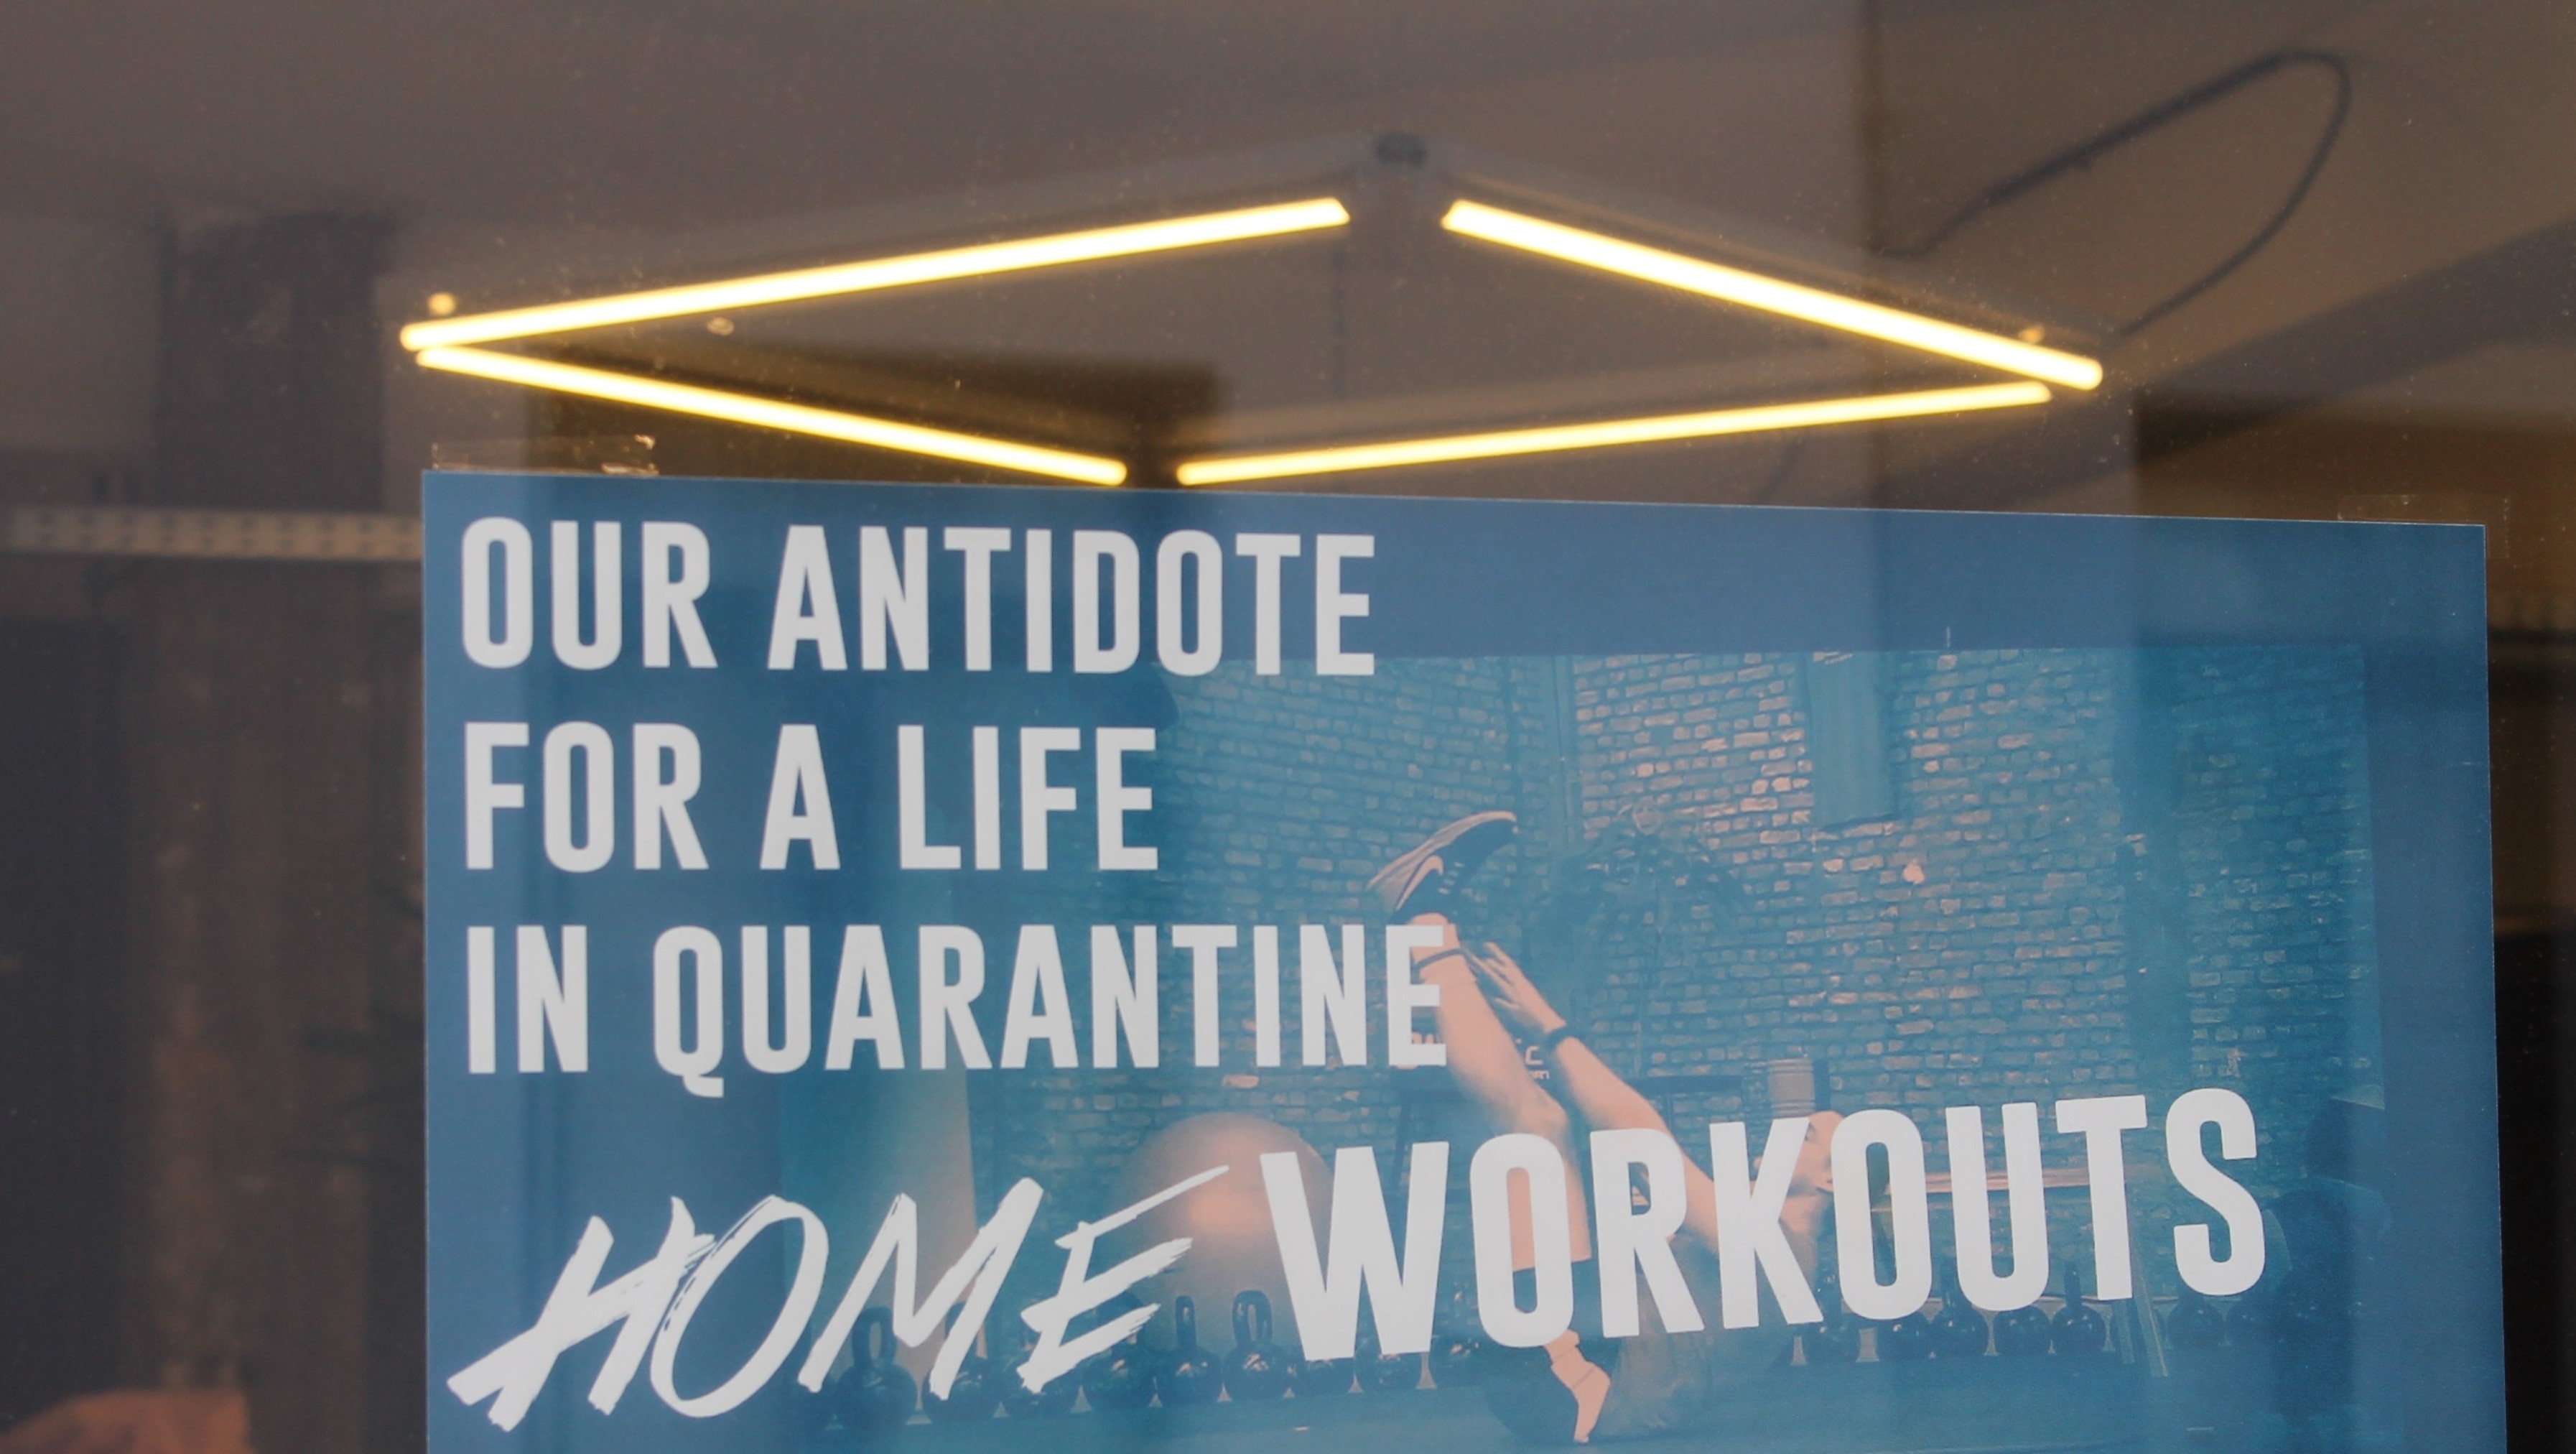 OUR ANTIDOTE
FOR A LIFE
IN QUARANTINE
HOME WORKOUTS